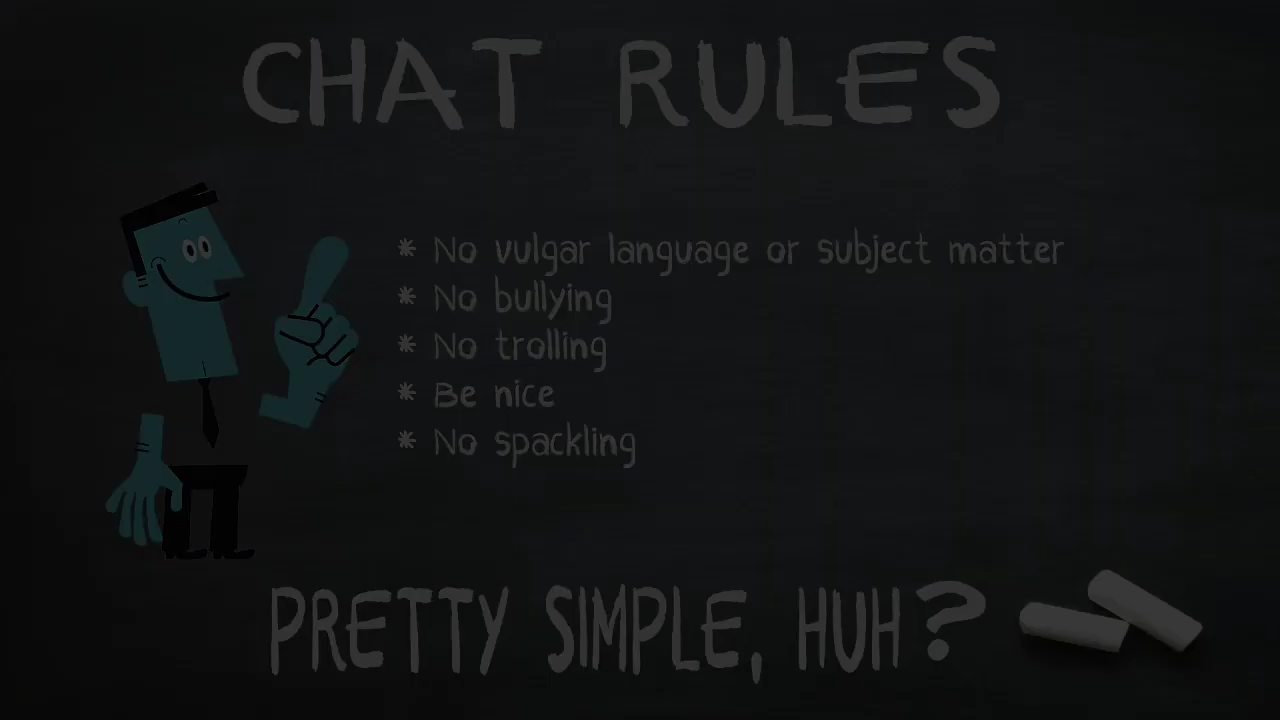 CHAT RULES
* No vulgar language or subject matter
* No bullying
* No trolling
* Be nice
* No spackling
PRETTY SIMPLE, HUH?